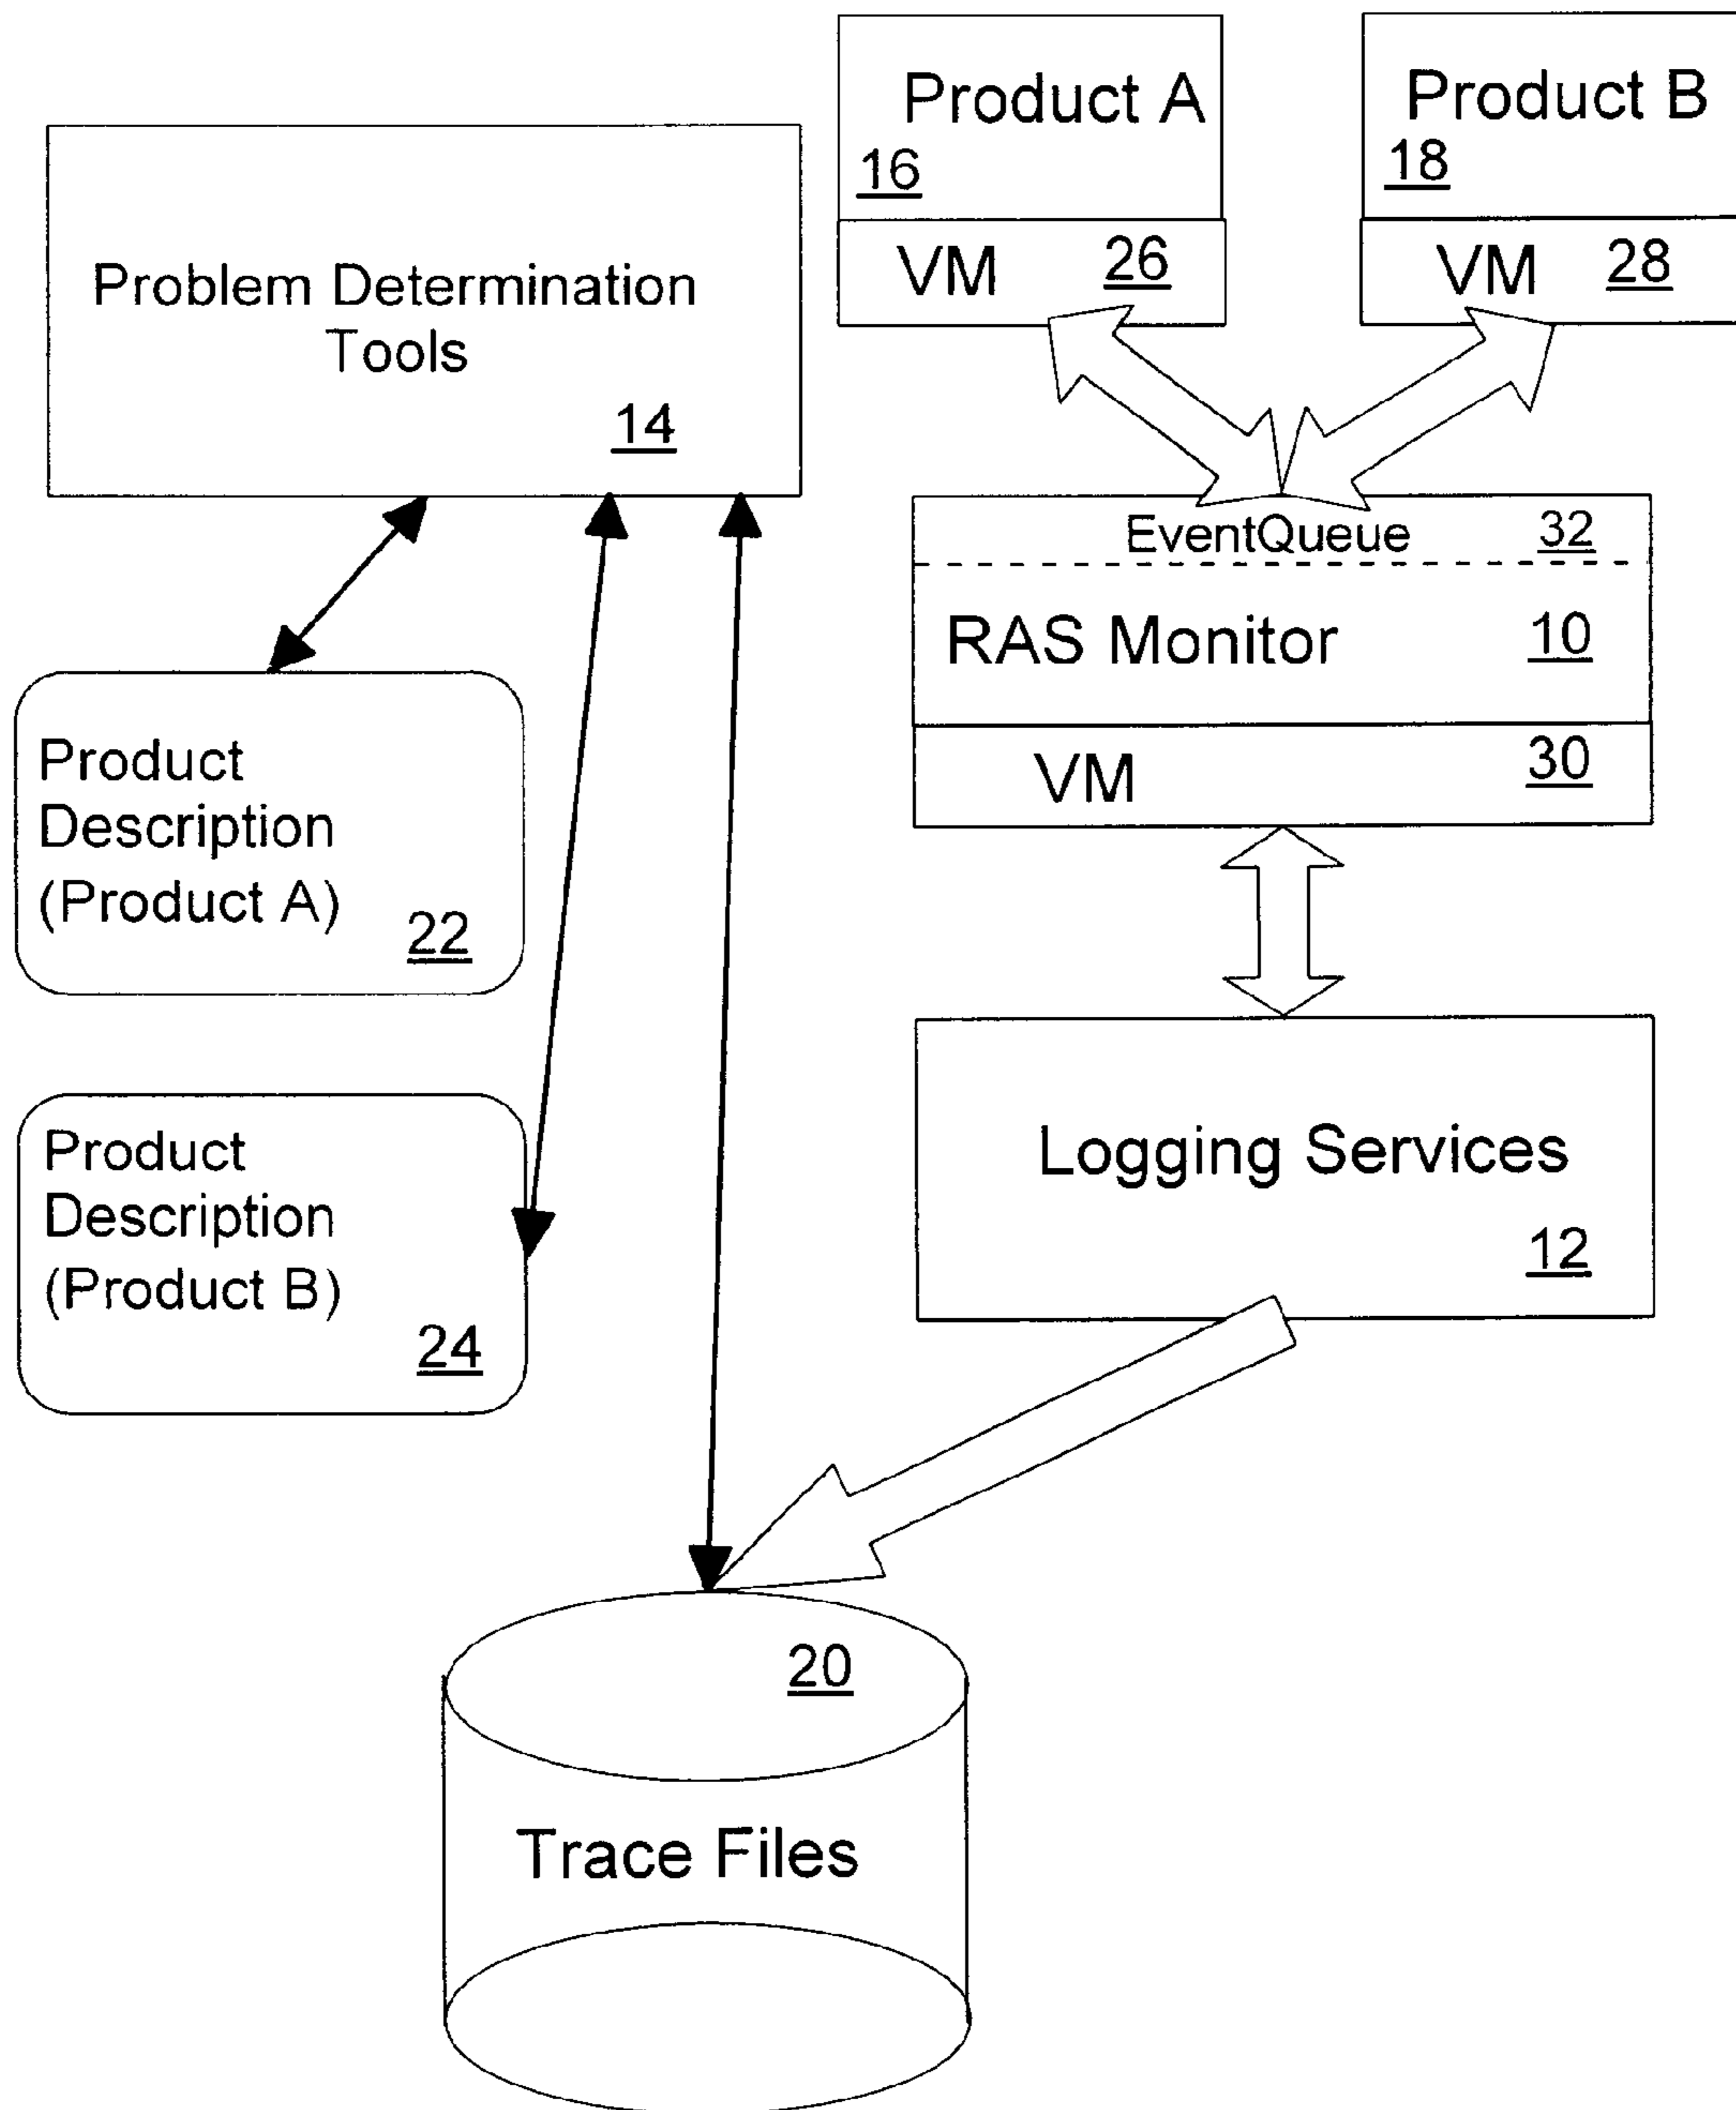 Product A
16
VM 26
Product B
18
VM 28
Problem Determination
Tools
14
EventQueue 32
RAS Monitor 10
VM 30
Product
Description
(Product A)
22
Logging Services
12
Product
Description
(Product B)
24
20
Trace Files